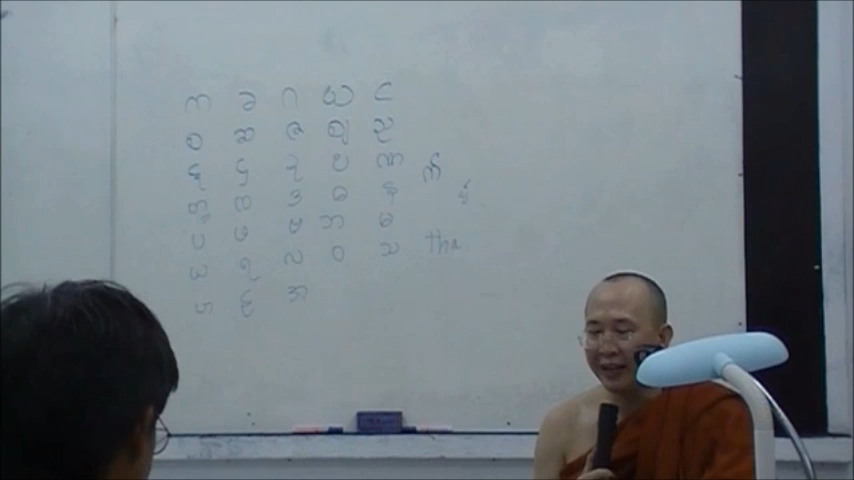 က ခ ဂ ဃ င
စ ဆ ဇ ဈ ည
ဋ ဌ ဍ ဎ ဏ
တ ထ ဒ ဓ န
ပ ဖ ဗ ဘ မ
ယ ရ လ ဝ သ
ဟ ဠ အ
tha